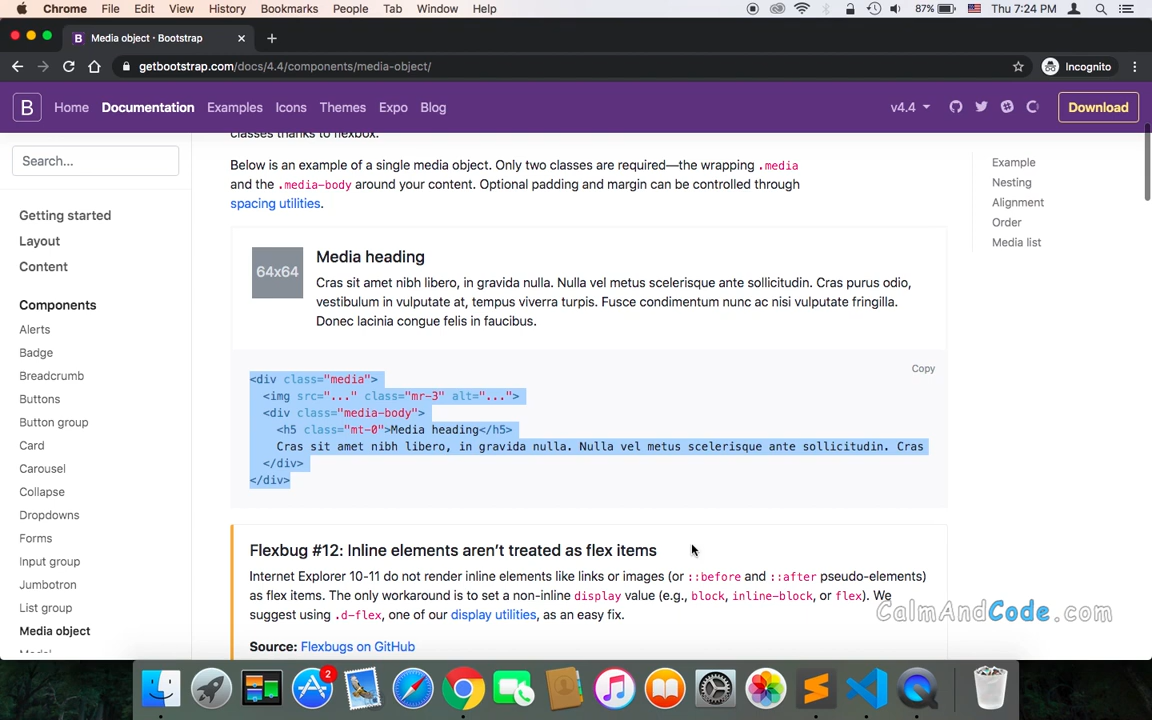 Chrome File Edit View History Bookmarks People Tab Window Help 87% Thu 7:24 PM
B Media object · Bootstrap
getbootstrap.com/docs/4.4/components/media-object/ Incognito
B Home Documentation Examples Icons Themes Expo Blog v4.4 Download
classes thanks to flexbox.
Search...
Below is an example of a single media object. Only two classes are required—the wrapping .media
and the .media-body around your content. Optional padding and margin can be controlled through
spacing utilities.
Example
Nesting
Alignment
Order
Media list
Getting started
Layout
Content
Components
Alerts
Badge
Breadcrumb
Buttons
Button group
Card
Carousel
Collapse
Dropdowns
Forms
Input group
Jumbotron
List group
Media object
64x64
Media heading
Cras sit amet nibh libero, in gravida nulla. Nulla vel metus scelerisque ante sollicitudin. Cras purus odio,
vestibulum in vulputate at, tempus viverra turpis. Fusce condimentum nunc ac nisi vulputate fringilla.
Donec lacinia congue felis in faucibus.
Copy
<div class="media">
<img src="..." class="mr-3" alt="...">
<div class="media-body">
<h5 class="mt-0">Media heading</h5>
Cras sit amet nibh libero, in gravida nulla. Nulla vel metus scelerisque ante sollicitudin. Cras
</div>
</div>
Flexbug #12: Inline elements aren't treated as flex items
Internet Explorer 10-11 do not render inline elements like links or images (or ::before and ::after pseudo-elements)
as flex items. The only workaround is to set a non-inline display value (e.g., block, inline-block, or flex). We
suggest using .d-flex, one of our display utilities, as an easy fix.
Source: Flexbugs on GitHub
CalmAndCode.com
2